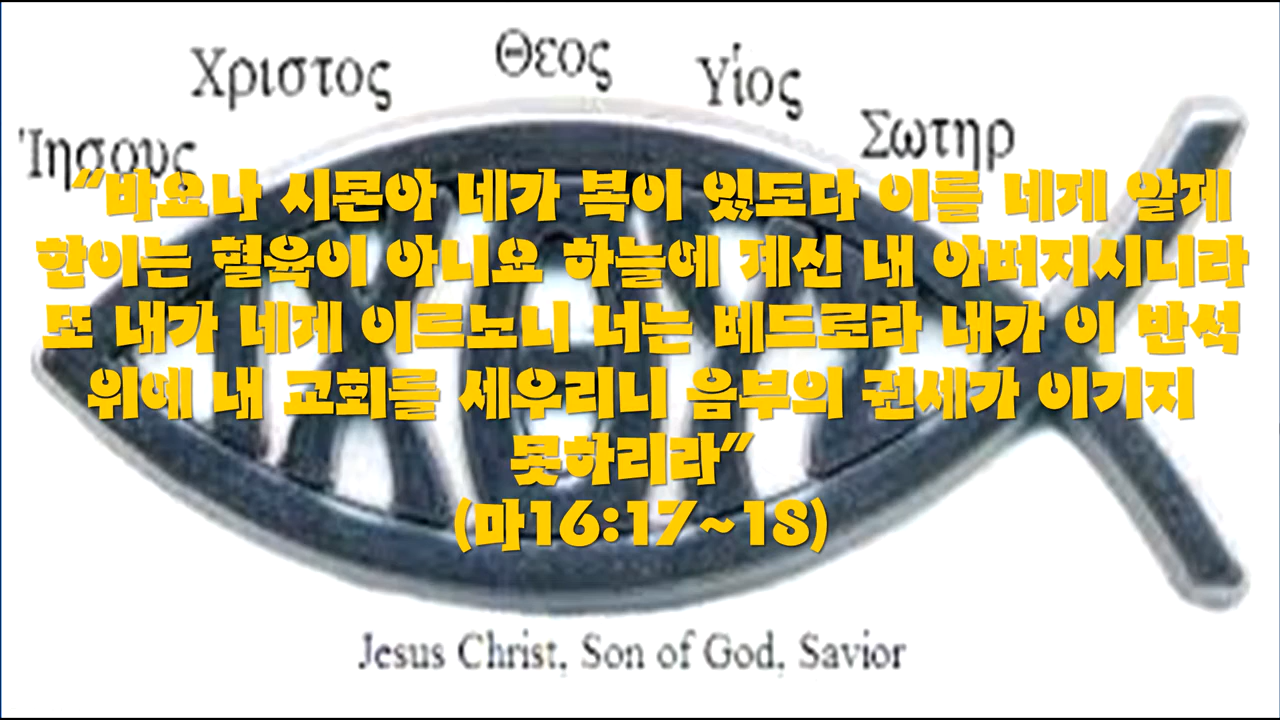 Ἰησους Χριστος Θεος Υἱος Σωτηρ
“바요나 시몬아 네가 복이 있도다 이를 네게 알게
한이는 혈육이 아니요 하늘에 계신 내 아버지시니라
또 내가 네게 이르노니 너는 베드로라 내가 이 반석
위에 내 교회를 세우리니 음부의 권세가 이기지
못하리라”
(마16:17~18)
Jesus Christ, Son of God, Savior